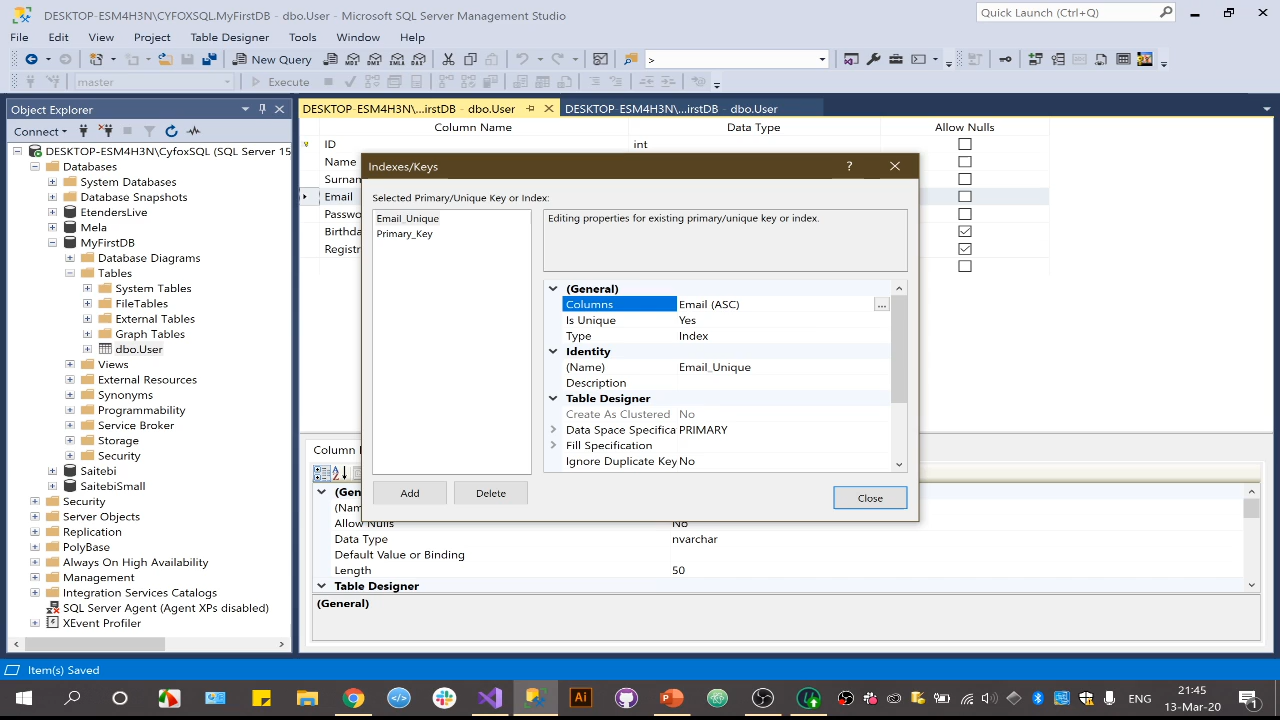 DESKTOP-ESM4H3N\CYFOXSQL.MyFirstDB - dbo.User - Microsoft SQL Server Management Studio
Quick Launch (Ctrl+Q)
File Edit View Project Table Designer Tools Window Help
New Query
>
master
Execute
Object Explorer
Connect
DESKTOP-ESM4H3N\CyfoxSQL (SQL Server 15
Databases
System Databases
Database Snapshots
EtendersLive
Mela
MyFirstDB
Database Diagrams
Tables
System Tables
FileTables
External Tables
Graph Tables
dbo.User
Views
External Resources
Synonyms
Programmability
Service Broker
Storage
Security
Saitebi
SaitebiSmall
Security
Server Objects
Replication
PolyBase
Always On High Availability
Management
Integration Services Catalogs
SQL Server Agent (Agent XPs disabled)
XEvent Profiler
DESKTOP-ESM4H3N\...irstDB - dbo.User
DESKTOP-ESM4H3N\...irstDB - dbo.User
Column Name Data Type Allow Nulls
ID int
Name
Surnam
Email
Passwo
Birthda
Registr
Indexes/Keys
?
Selected Primary/Unique Key or Index:
Email_Unique
Primary_Key
Editing properties for existing primary/unique key or index.
(General)
Columns Email (ASC) ...
Is Unique Yes
Type Index
Identity
(Name) Email_Unique
Description
Table Designer
Create As Clustered No
Data Space Specifica PRIMARY
Fill Specification
Ignore Duplicate Key No
Add Delete
Close
Column
(Gen
(Nam
Allow Nulls No
Data Type nvarchar
Default Value or Binding
Length 50
Table Designer
(General)
Item(s) Saved
Ai
ENG
21:45
13-Mar-20
1